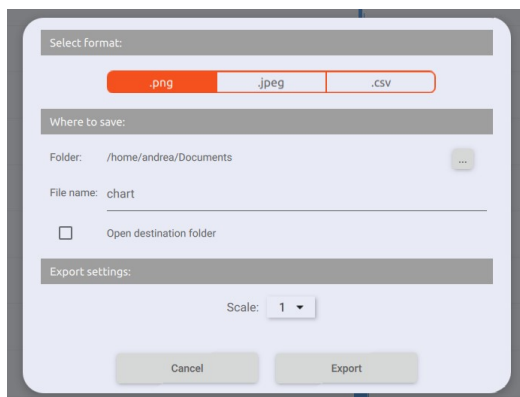 Select format:
.png .jpeg .csv
Where to save:
Folder: /home/andrea/Documents ...
File name: chart
Open destination folder
Export settings:
Scale: 1
Cancel Export